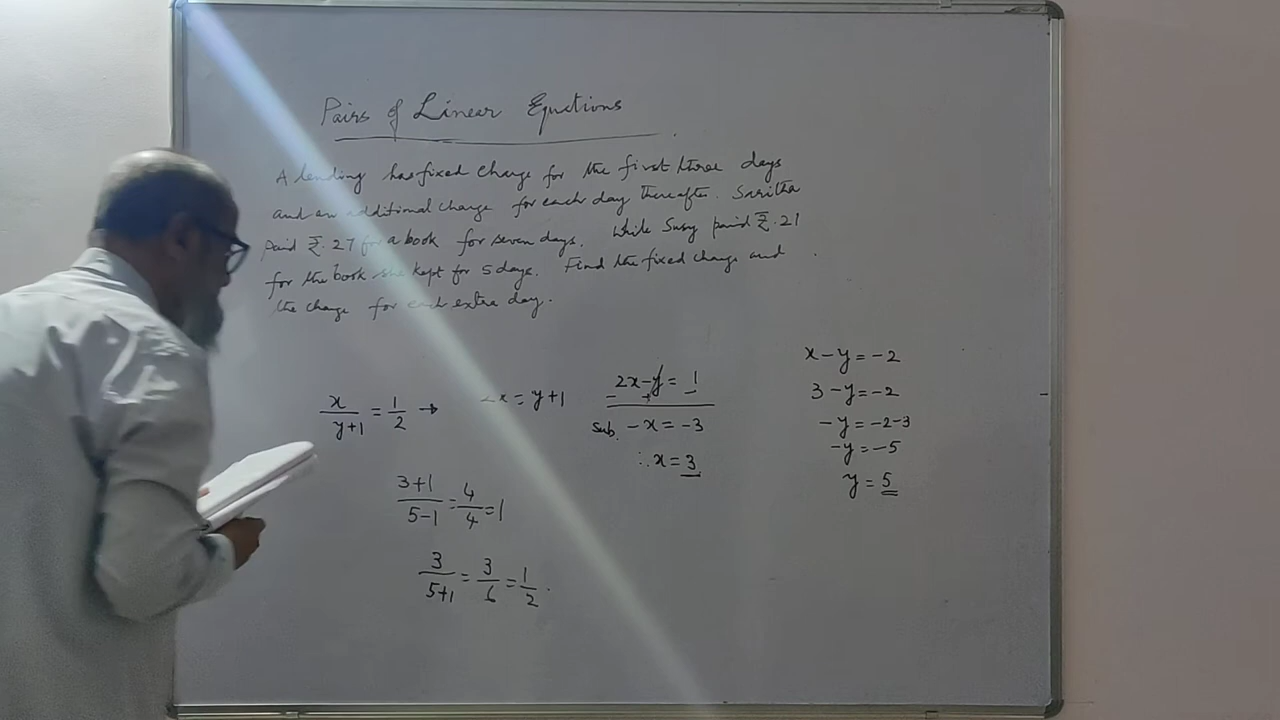 Pairs of Linear Equctions
A lending has fixed charge for the first three days
and an additional charge for each day thereafter. Saritha
paid ₹. 27 for a book for seven days. While Susy paid ₹. 21
for the book she kept for 5 days. Find the fixed charge and
the charge for each extra day.
x/(y+1) = 1/2 → x = y+1
2x - y = 1
- + -
Sub. -x = -3
∴ x = 3
x - y = -2
3 - y = -2
-y = -2-3
-y = -5
y = 5
(3+1)/(5-1) = 4/4 = 1
3/(5+1) = 3/6 = 1/2.